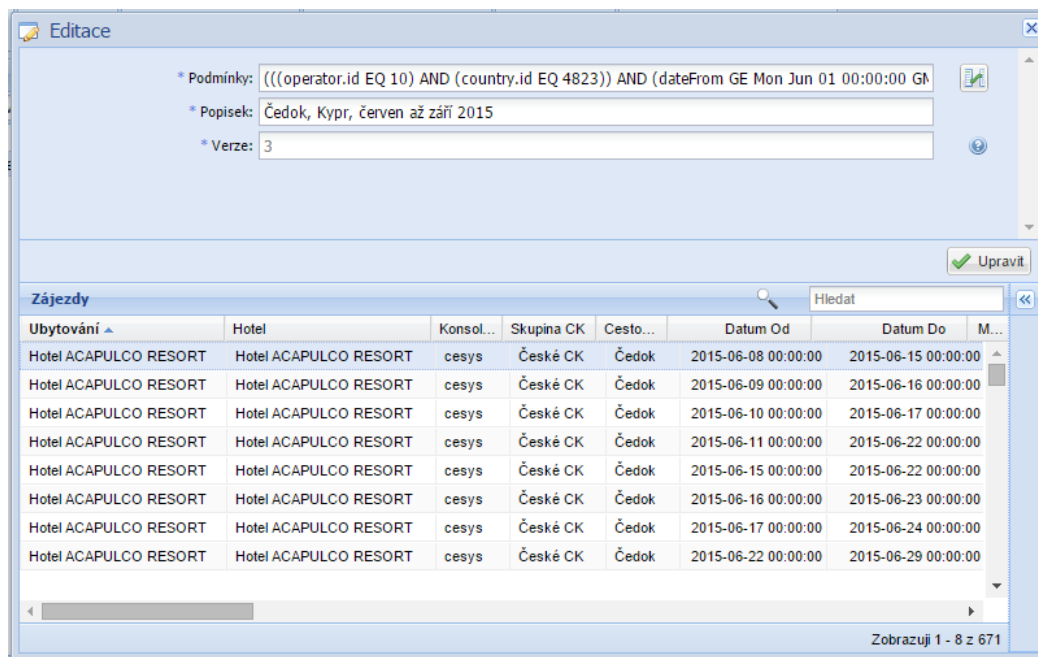 Editace
* Podmínky: (((operator.id EQ 10) AND (country.id EQ 4823)) AND (dateFrom GE Mon Jun 01 00:00:00 GM
* Popisek: Čedok, Kypr, červen až září 2015
* Verze: 3
Upravit
Zájezdy Hledat
Ubytování Hotel Konsol... Skupina CK Cesto... Datum Od Datum Do M...
Hotel ACAPULCO RESORT Hotel ACAPULCO RESORT cesys České CK Čedok 2015-06-08 00:00:00 2015-06-15 00:00:00
Hotel ACAPULCO RESORT Hotel ACAPULCO RESORT cesys České CK Čedok 2015-06-09 00:00:00 2015-06-16 00:00:00
Hotel ACAPULCO RESORT Hotel ACAPULCO RESORT cesys České CK Čedok 2015-06-10 00:00:00 2015-06-17 00:00:00
Hotel ACAPULCO RESORT Hotel ACAPULCO RESORT cesys České CK Čedok 2015-06-11 00:00:00 2015-06-22 00:00:00
Hotel ACAPULCO RESORT Hotel ACAPULCO RESORT cesys České CK Čedok 2015-06-15 00:00:00 2015-06-22 00:00:00
Hotel ACAPULCO RESORT Hotel ACAPULCO RESORT cesys České CK Čedok 2015-06-16 00:00:00 2015-06-23 00:00:00
Hotel ACAPULCO RESORT Hotel ACAPULCO RESORT cesys České CK Čedok 2015-06-17 00:00:00 2015-06-24 00:00:00
Hotel ACAPULCO RESORT Hotel ACAPULCO RESORT cesys České CK Čedok 2015-06-22 00:00:00 2015-06-29 00:00:00
Zobrazuji 1 - 8 z 671